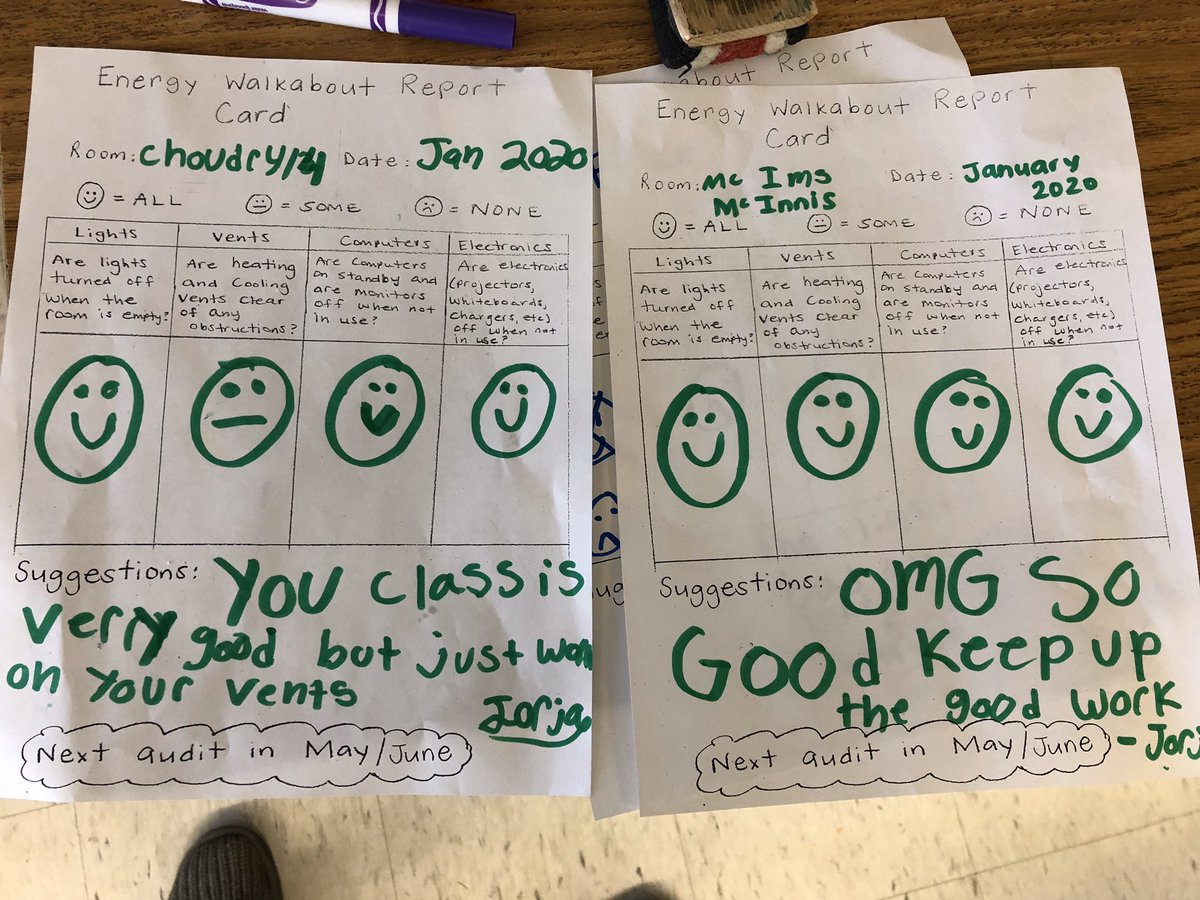 Energy Walkabout Report
Card
Room: Choudry/
Date: Jan 2020
= ALL
= SOME
= NONE
Lights
Vents
Computers
Electronics
Are lights
turned off
when the
room is empty?
Are heating
and Cooling
vents clear
of any
obstructions?
Are computers
on standby and
are monitors
off when not
in use?
Are electronics
(projectors,
whiteboards,
chargers, etc)
off when not
in use?
Suggestions: You class is
very good but just
on your vents
Jorja
Next audit in May/June
bout Report
Energy Walkabout Report
Card
Room: Mc Ims
McInnis
Date: January
2020
= ALL
= SOME
= NONE
Lights
Vents
Computers
Electronics
Are lights
turned off
when the
room is empty?
Are heating
and Cooling
vents clear
of any
obstructions?
Are computers
on standby and
are monitors
off when not
in use?
Are electronics
(projectors,
whiteboards,
chargers, etc)
off when not
in use?
Suggestions: OMG So
Good Keep up
the good work
- Jorj
Next audit in May/June